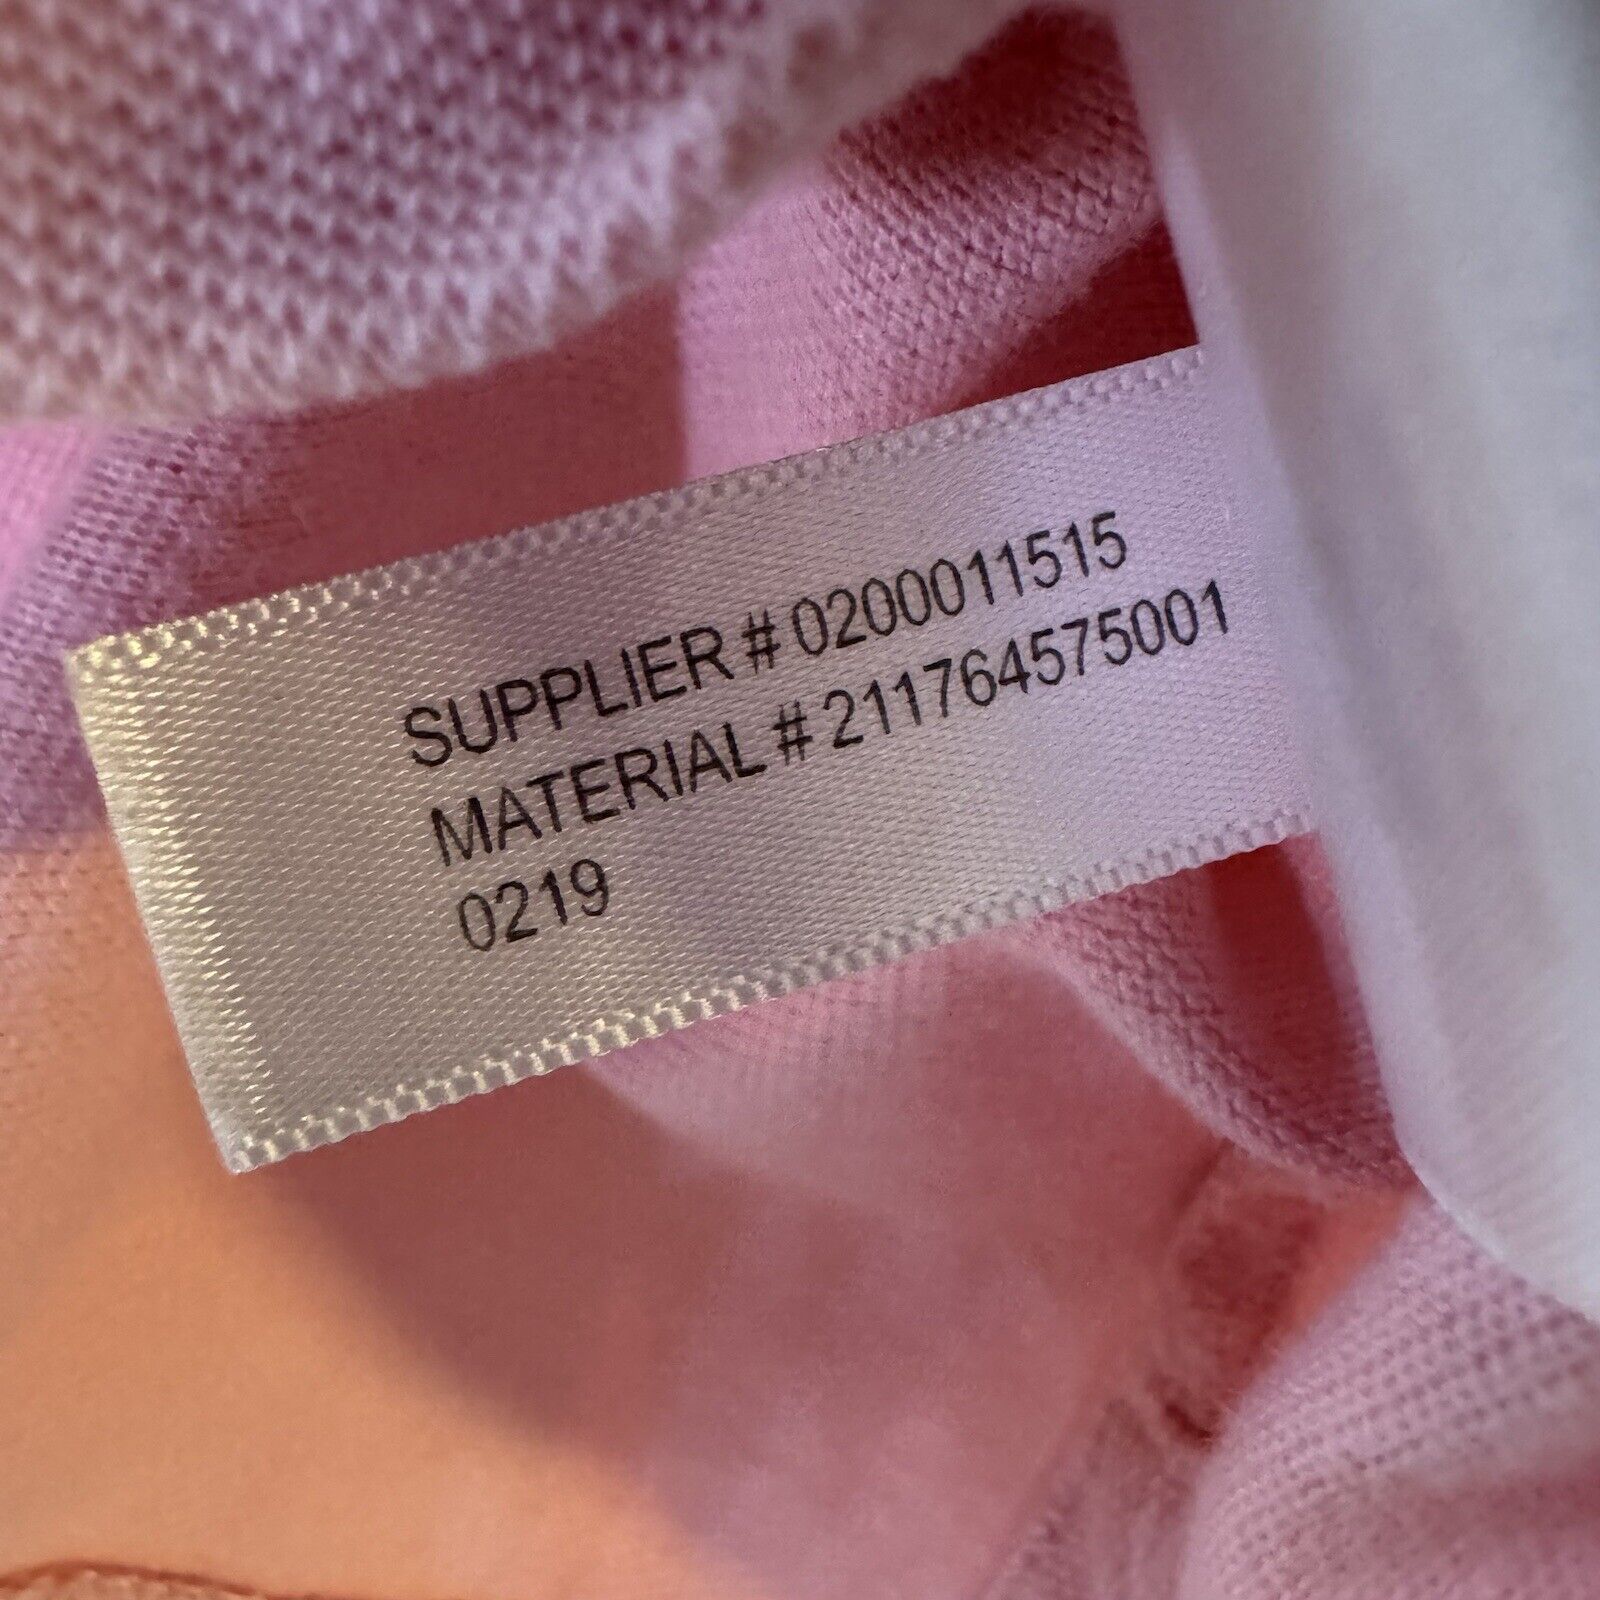 SUPPLIER # 0200011515
MATERIAL # 211764575001
0219